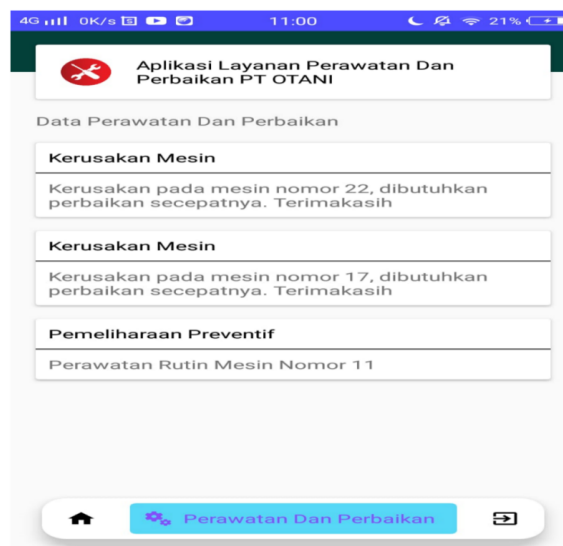 4G 0K/s 11:00 21%
Aplikasi Layanan Perawatan Dan
Perbaikan PT OTANI
Data Perawatan Dan Perbaikan
Kerusakan Mesin
Kerusakan pada mesin nomor 22, dibutuhkan
perbaikan secepatnya. Terimakasih
Kerusakan Mesin
Kerusakan pada mesin nomor 17, dibutuhkan
perbaikan secepatnya. Terimakasih
Pemeliharaan Preventif
Perawatan Rutin Mesin Nomor 11
Perawatan Dan Perbaikan